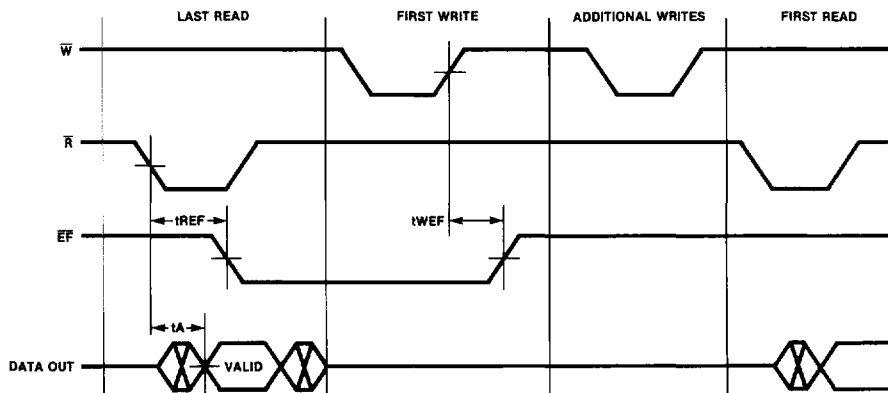 LAST READ FIRST WRITE ADDITIONAL WRITES FIRST READ
W
R
tREF tWEF
EF
tA
DATA OUT VALID